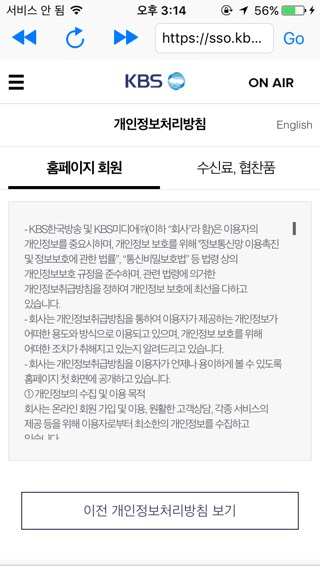 서비스 안 됨 오후 3:14 56%
https://sso.kb... Go
KBS ON AIR
개인정보처리방침 English
홈페이지 회원 수신료, 협찬품
- KBS한국방송 및 KBS미디어㈜(이하 “회사”라 함)은 이용자의
개인정보를 중요시하며, 개인정보 보호를 위해 “정보통신망 이용촉진
및 정보보호에 관한 법률”, “통신비밀보호법” 등 법령 상의
개인정보보호 규정을 준수하며, 관련 법령에 의거한
개인정보취급방침을 정하여 개인정보 보호에 최선을 다하고
있습니다.
- 회사는 개인정보취급방침을 통하여 이용자가 제공하는 개인정보가
어떠한 용도와 방식으로 이용되고 있으며, 개인정보 보호를 위해
어떠한 조치가 취해지고 있는지 알려드리고 있습니다.
- 회사는 개인정보취급방침을 이용자가 언제나 용이하게 볼 수 있도록
홈페이지 첫 화면에 공개하고 있습니다.
① 개인정보의 수집 및 이용 목적
회사는 온라인 회원 가입 및 이용, 원활한 고객상담, 각종 서비스의
제공 등을 위해 이용자로부터 최소한의 개인정보를 수집하고
있습니다
이전 개인정보처리방침 보기